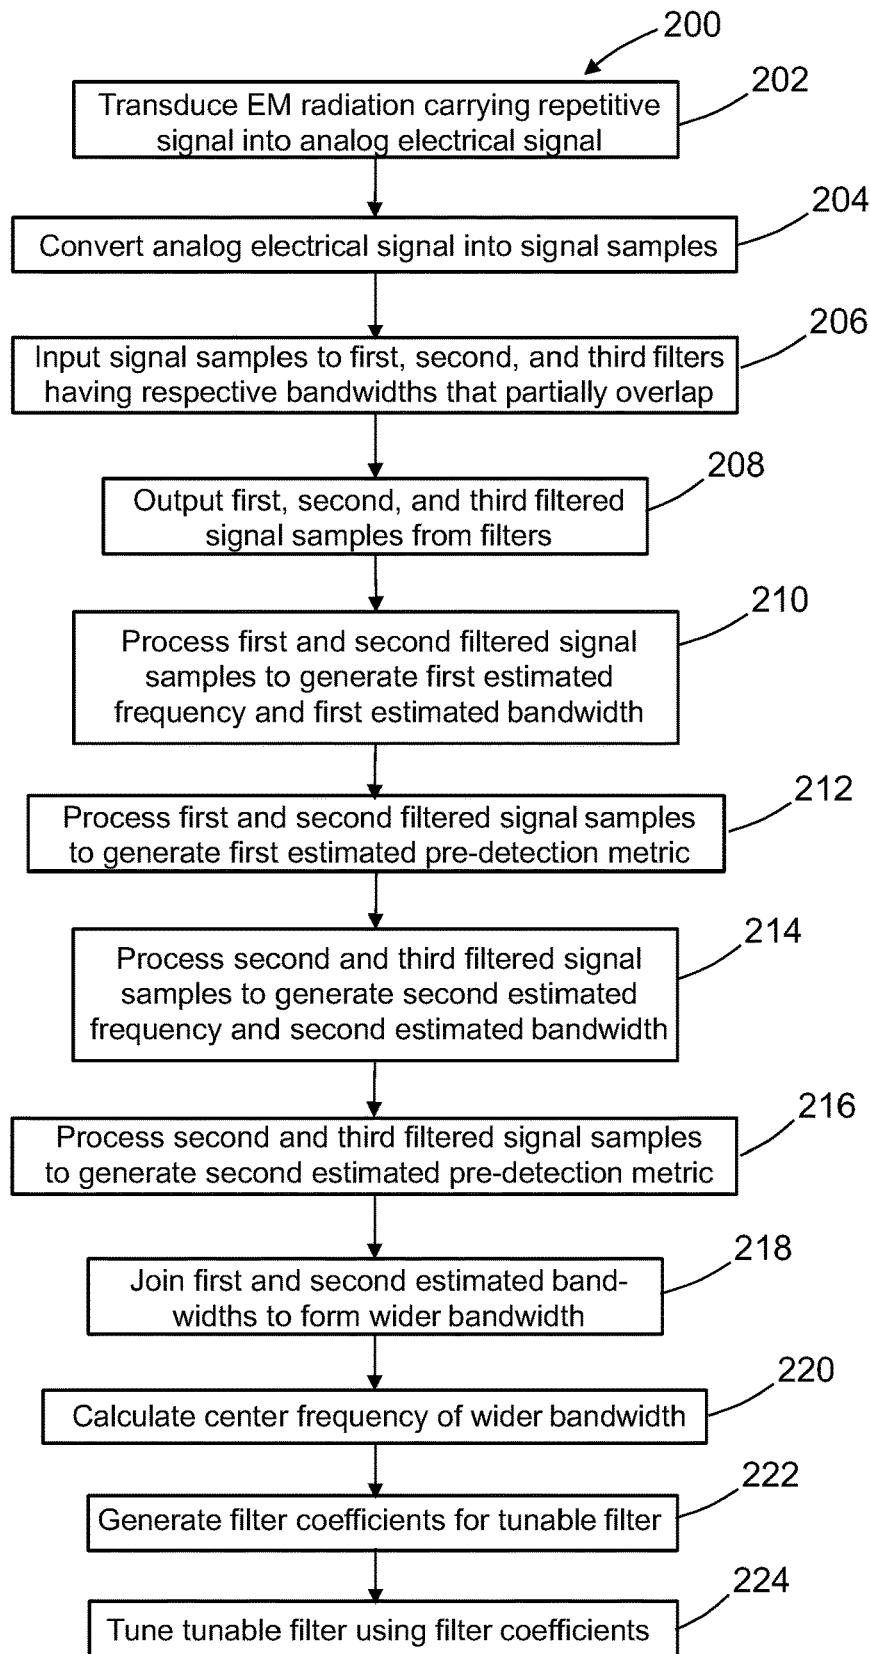 200
202
Transduce EM radiation carrying repetitive
signal into analog electrical signal
204
Convert analog electrical signal into signal samples
206
Input signal samples to first, second, and third filters
having respective bandwidths that partially overlap
208
Output first, second, and third filtered
signal samples from filters
210
Process first and second filtered signal
samples to generate first estimated
frequency and first estimated bandwidth
212
Process first and second filtered signal samples
to generate first estimated pre-detection metric
214
Process second and third filtered signal
samples to generate second estimated
frequency and second estimated bandwidth
216
Process second and third filtered signal samples
to generate second estimated pre-detection metric
218
Join first and second estimated band-
widths to form wider bandwidth
220
Calculate center frequency of wider bandwidth
222
Generate filter coefficients for tunable filter
224
Tune tunable filter using filter coefficients